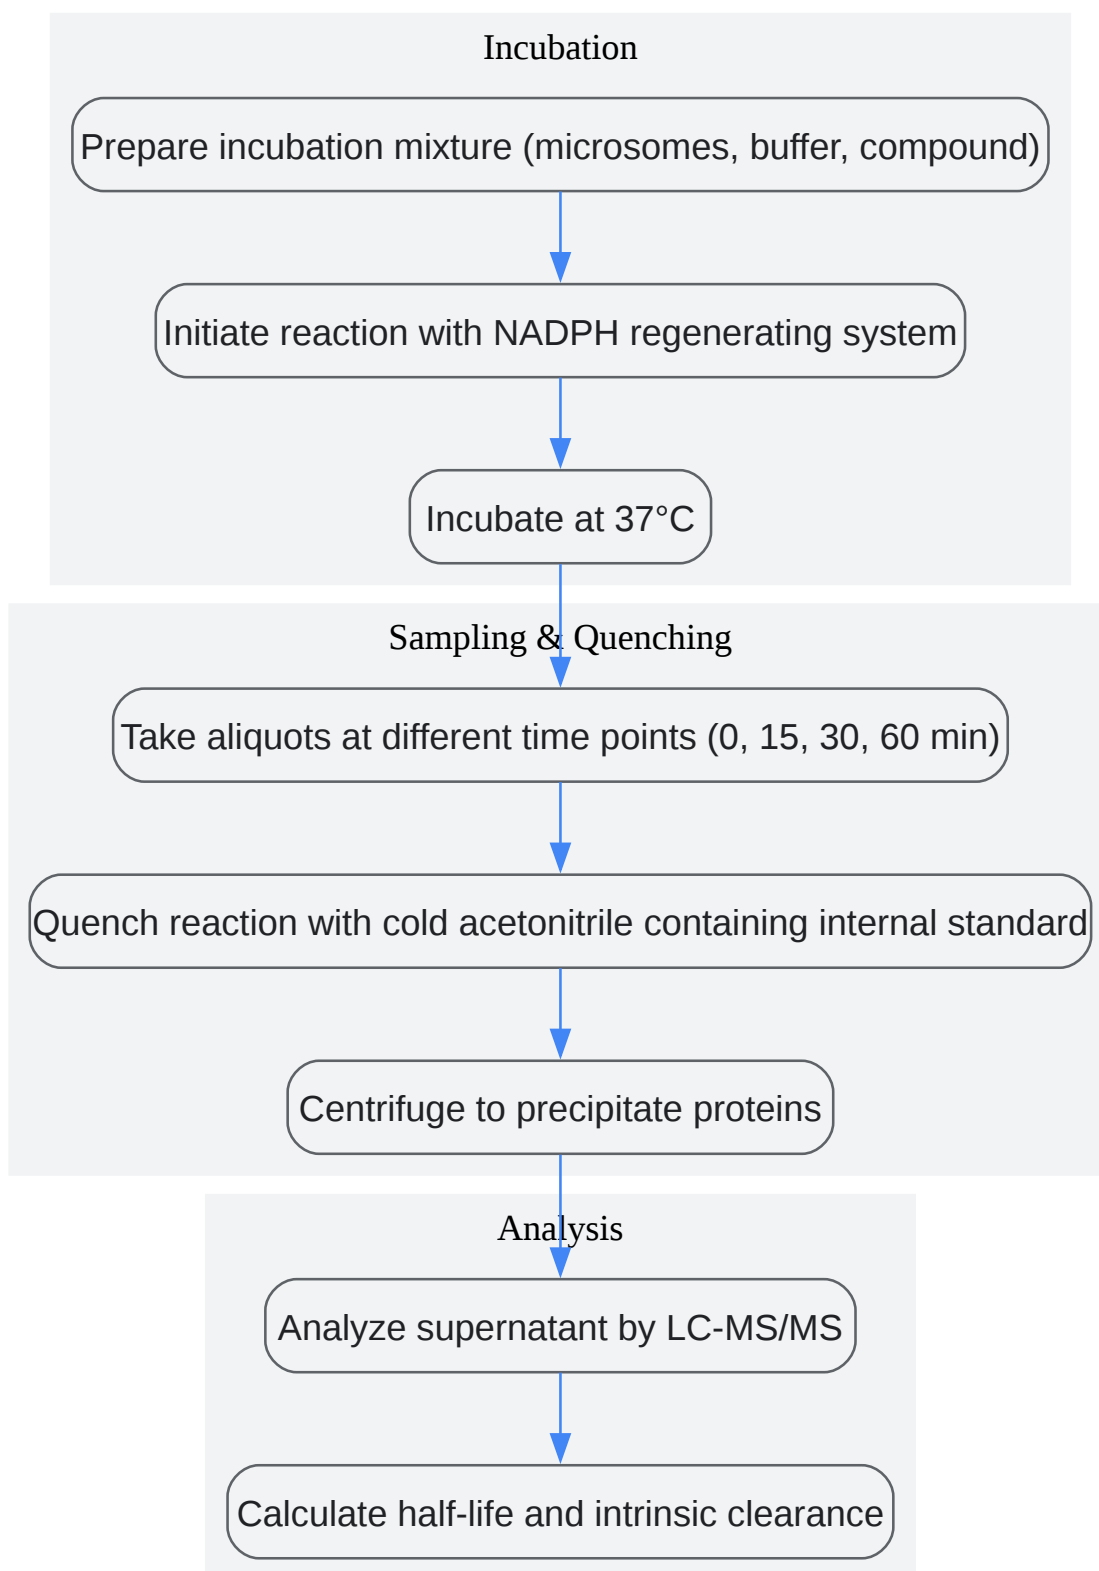 Incubation
Prepare incubation mixture (microsomes, buffer, compound)
Initiate reaction with NADPH regenerating system
Incubate at 37°C
Sampling & Quenching
Take aliquots at different time points (0, 15, 30, 60 min)
Quench reaction with cold acetonitrile containing internal standard
Centrifuge to precipitate proteins
Analysis
Analyze supernatant by LC-MS/MS
Calculate half-life and intrinsic clearance